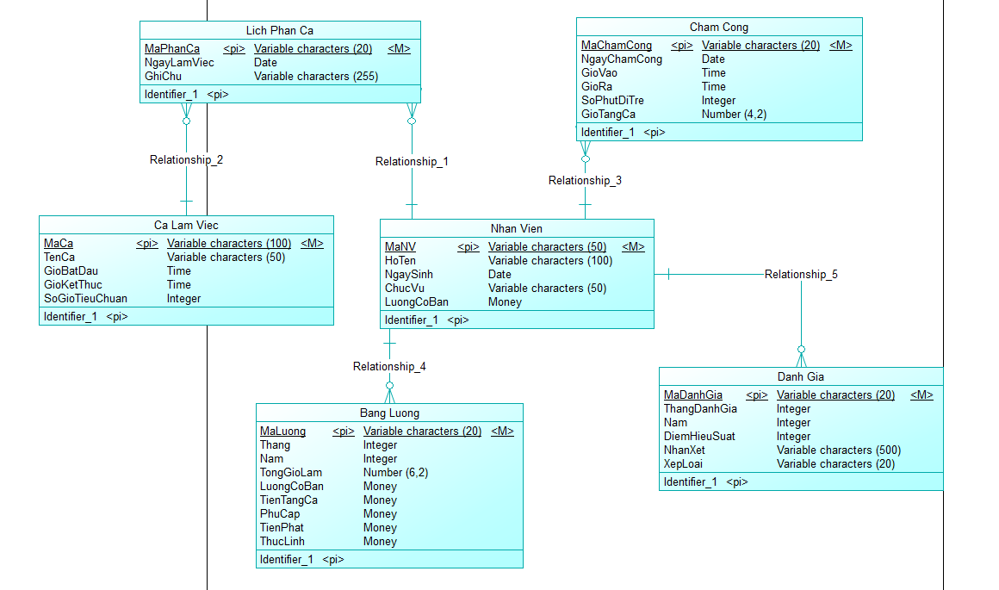 Lich Phan Ca
MaPhanCa <pi> Variable characters (20) <M>
NgayLamViec Date
GhiChu Variable characters (255)
Identifier_1 <pi>
Cham Cong
MaChamCong <pi> Variable characters (20) <M>
NgayChamCong Date
GioVao Time
GioRa Time
SoPhutDiTre Integer
GioTangCa Number (4,2)
Identifier_1 <pi>
Relationship_2
Relationship_1
Relationship_3
Ca Lam Viec
MaCa <pi> Variable characters (100) <M>
TenCa Variable characters (50)
GioBatDau Time
GioKetThuc Time
SoGioTieuChuan Integer
Identifier_1 <pi>
Nhan Vien
MaNV <pi> Variable characters (50) <M>
HoTen Variable characters (100)
NgaySinh Date
ChucVu Variable characters (50)
LuongCoBan Money
Identifier_1 <pi>
Relationship_5
Relationship_4
Bang Luong
MaLuong <pi> Variable characters (20) <M>
Thang Integer
Nam Integer
TongGioLam Number (6,2)
LuongCoBan Money
TienTangCa Money
PhuCap Money
TienPhat Money
ThucLinh Money
Identifier_1 <pi>
Danh Gia
MaDanhGia <pi> Variable characters (20) <M>
ThangDanhGia Integer
Nam Integer
DiemHieuSuat Integer
NhanXet Variable characters (500)
XepLoai Variable characters (20)
Identifier_1 <pi>